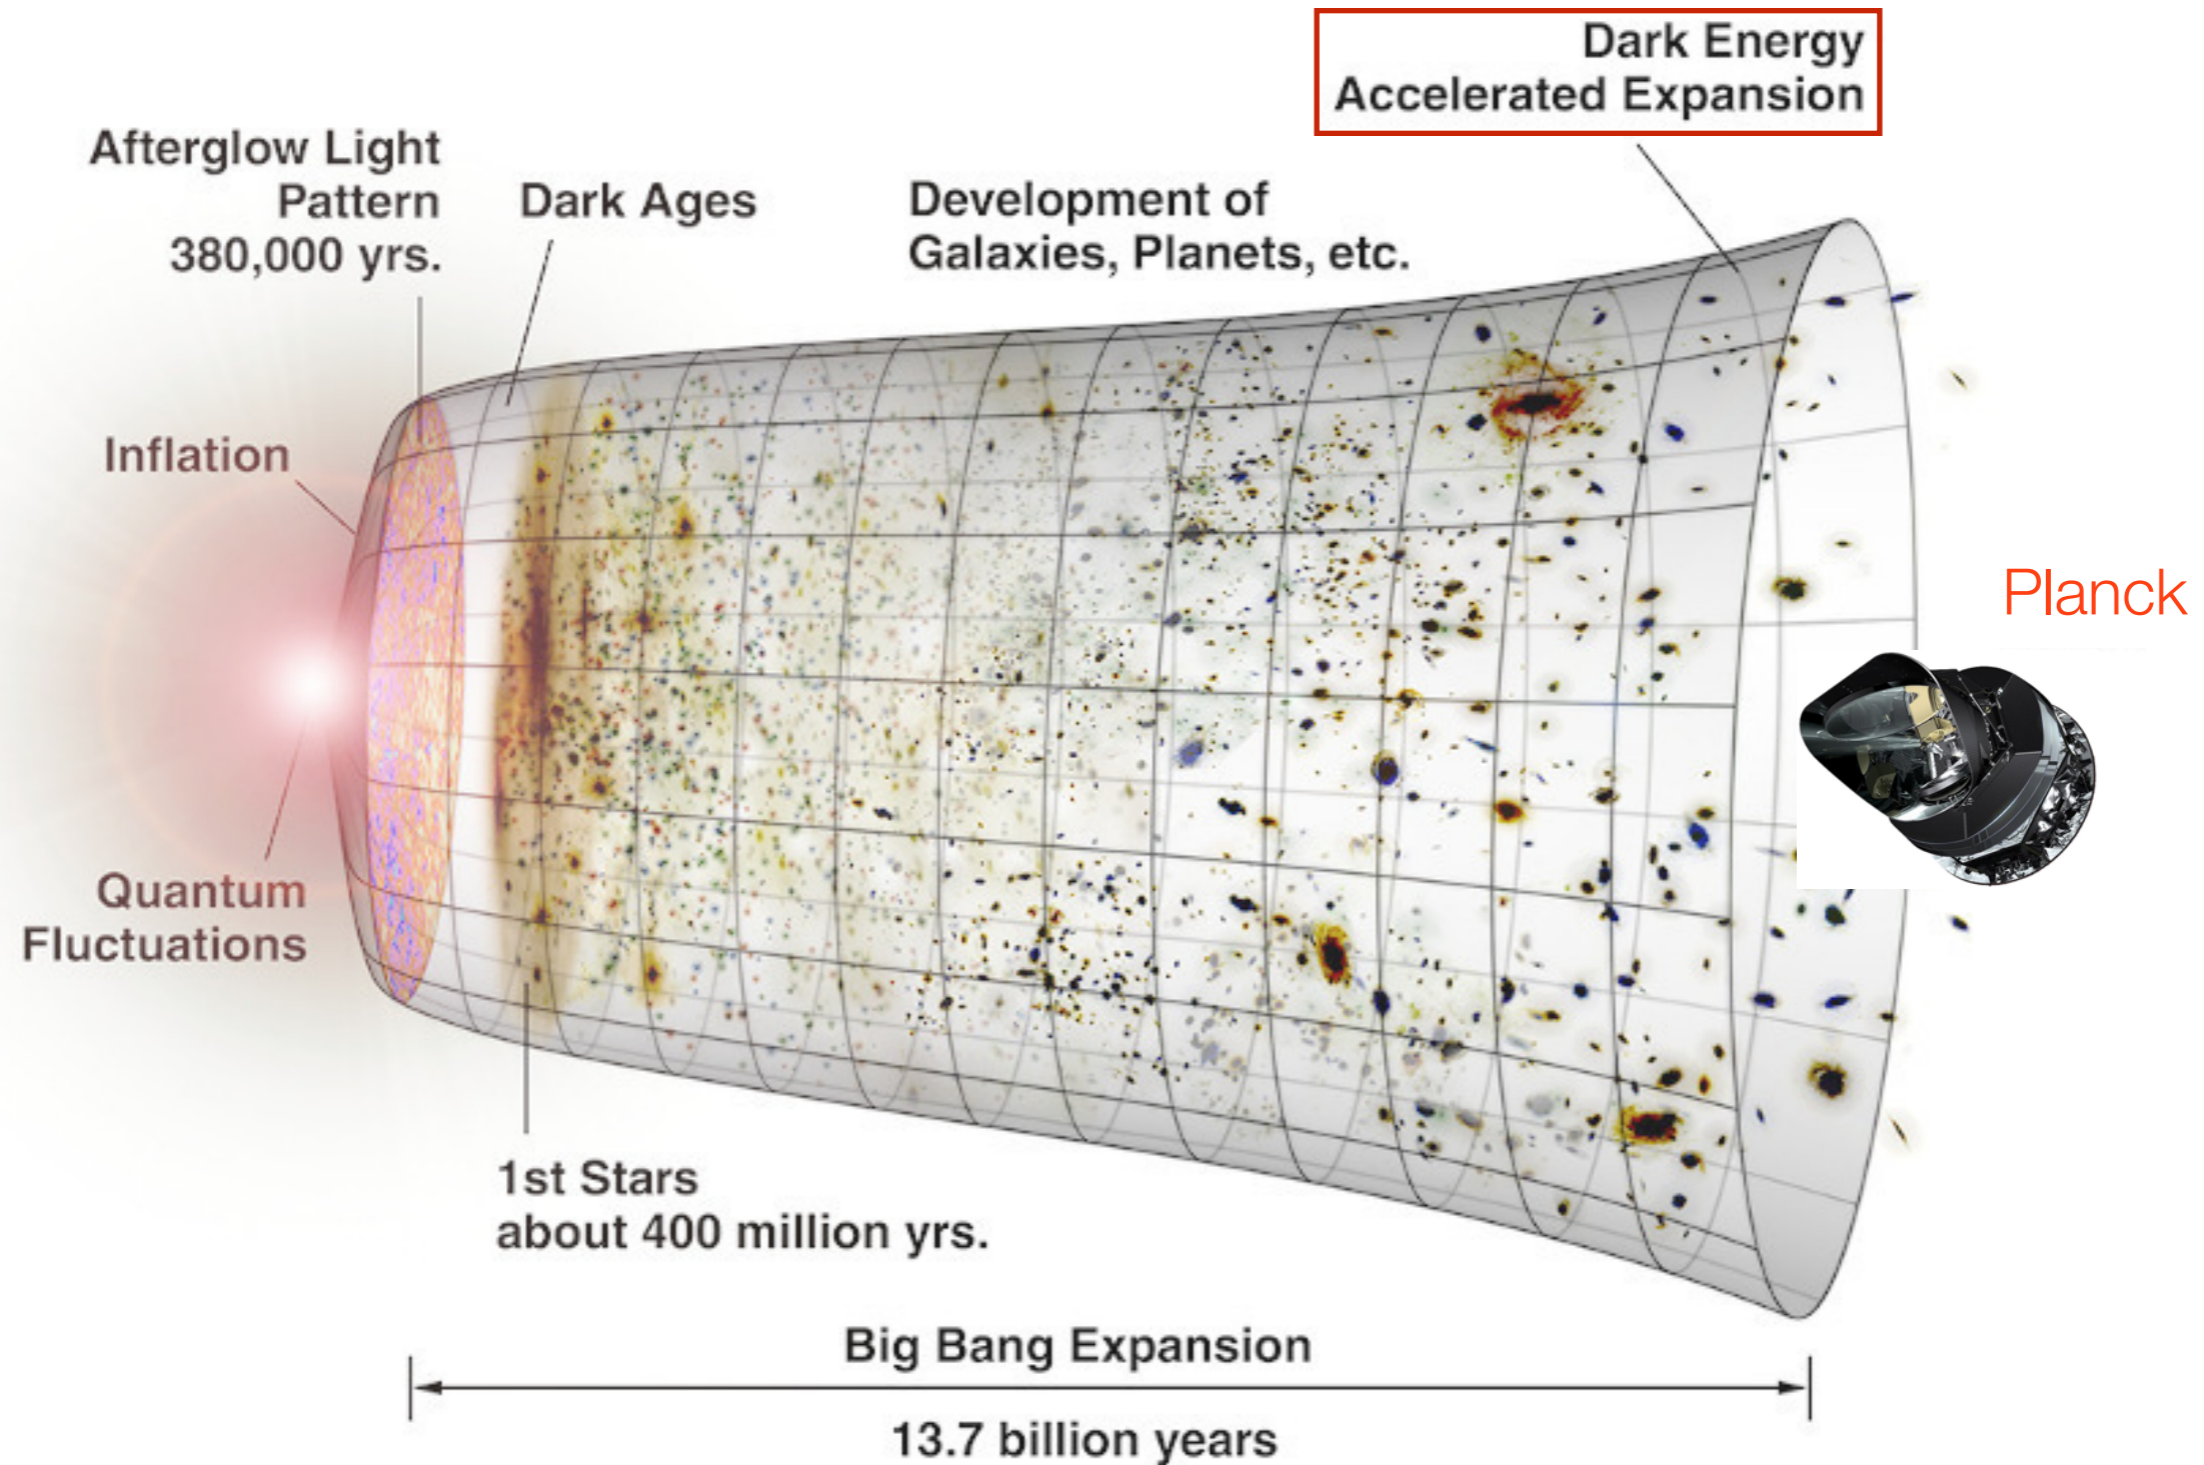 Dark Energy
Accelerated Expansion
Afterglow Light
Pattern
380,000 yrs.
Dark Ages
Development of
Galaxies, Planets, etc.
Inflation
Planck
Quantum
Fluctuations
1st Stars
about 400 million yrs.
Big Bang Expansion
13.7 billion years